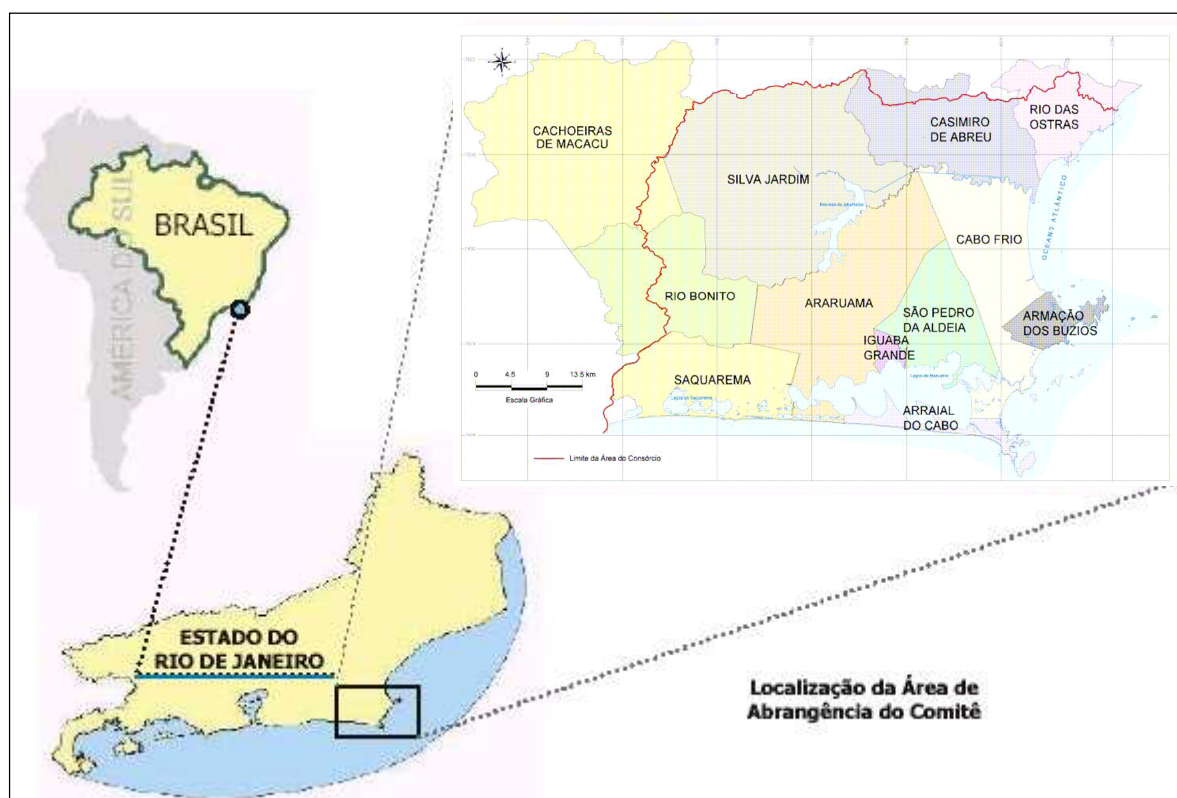 CACHOEIRAS
DE MACACU
SILVA JARDIM
CASIMIRO
DE ABREU
RIO DAS
OSTRAS
OCEANO ATLÂNTICO
CABO FRIO
RIO BONITO
ARARUAMA
SÃO PEDRO
DA ALDEIA
ARMAÇÃO
DOS BÚZIOS
IGUABA
GRANDE
SAQUAREMA
ARRAIAL
DO CABO
0 4.5 9 13.5 km
Escala Gráfica
Limite da Área do Consórcio
AMÉRICA DO SUL
BRASIL
ESTADO DO
RIO DE JANEIRO
Localização da Área de
Abrangência do Comitê